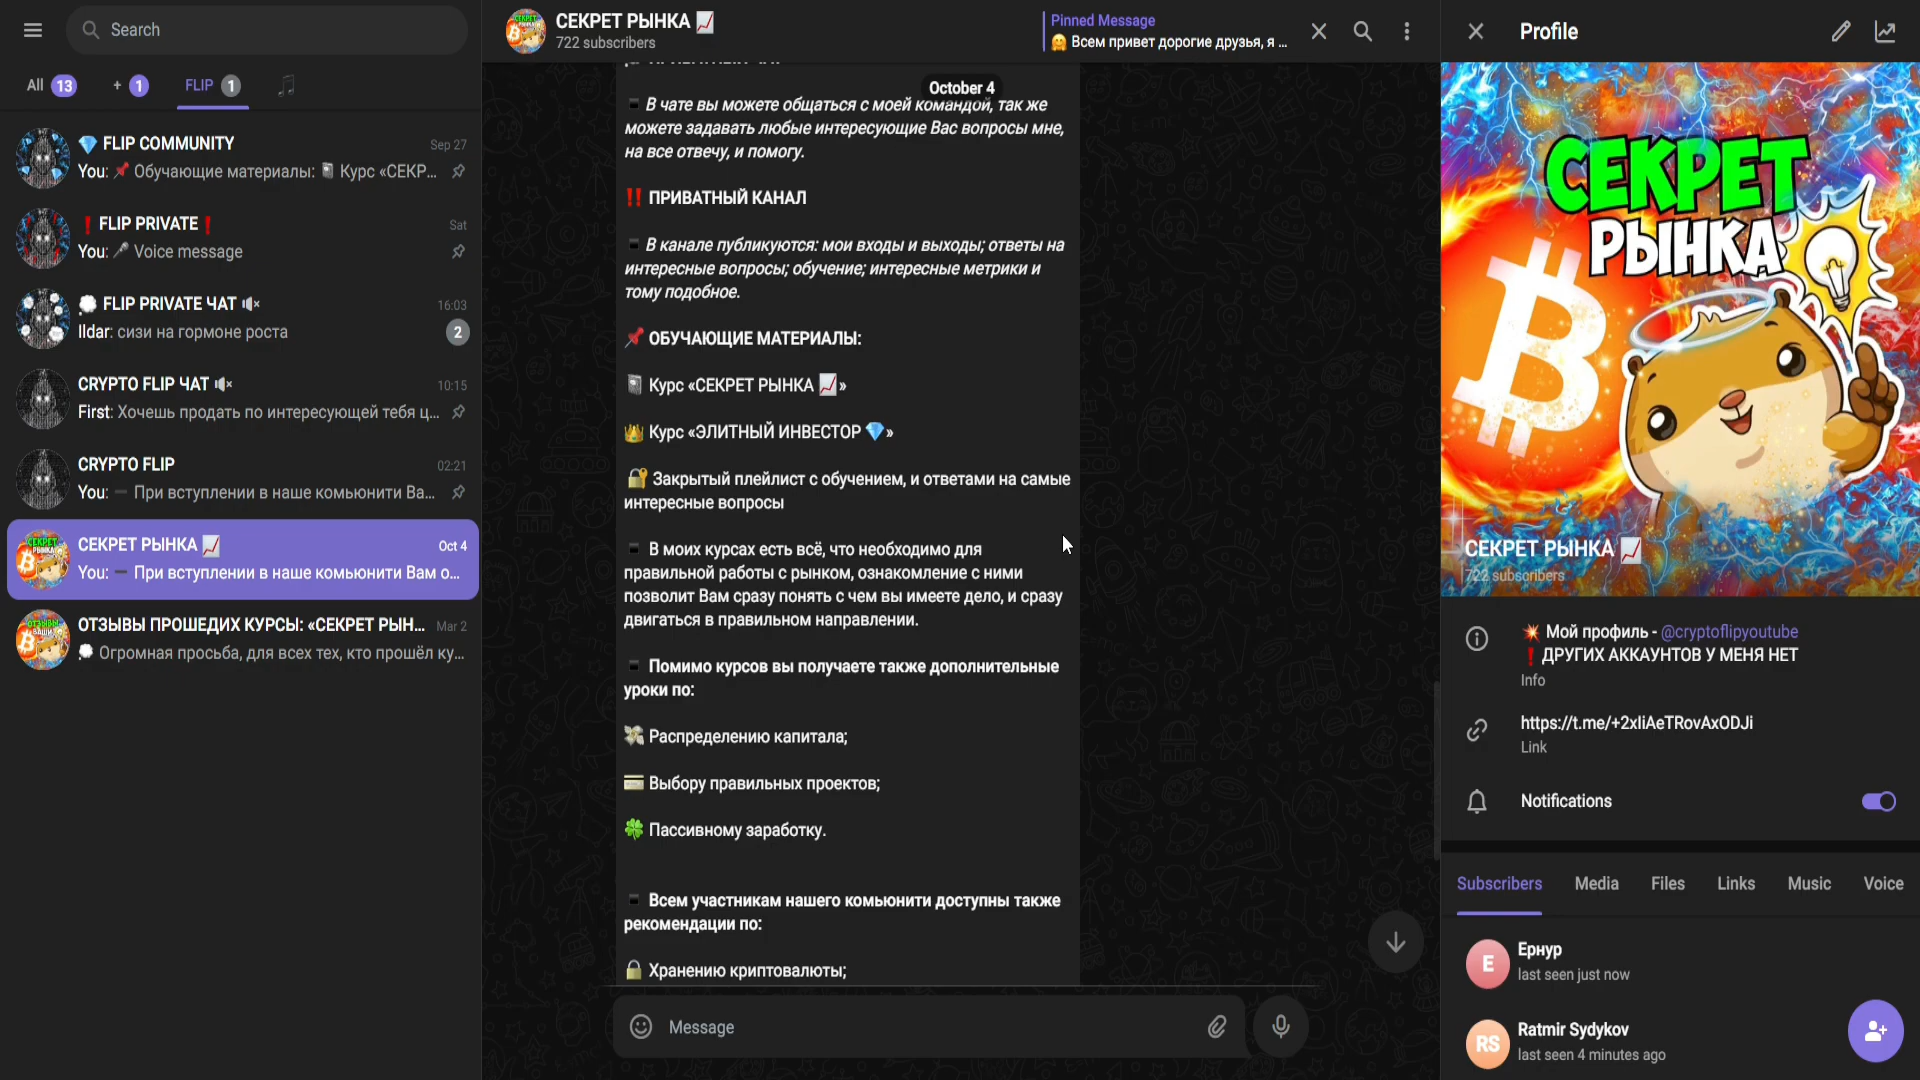 Search
All 13
+ 1
FLIP 1
FLIP COMMUNITY
Sep 27
You: Обучающие материалы: Курс «СЕКР...
FLIP PRIVATE
Sat
You: Voice message
FLIP PRIVATE ЧАТ
16:03
Ildar: сизи на гормоне роста
2
CRYPTO FLIP ЧАТ
10:15
First: Хочешь продать по интересующей тебя ц...
CRYPTO FLIP
02:21
You: При вступлении в наше комьюнити Ва...
СЕКРЕТ РЫНКА
Oct 4
You: При вступлении в наше комьюнити Вам о...
ОТЗЫВЫ ПРОШЕДИХ КУРСЫ: «СЕКРЕТ РЫН...
Mar 2
Огромная просьба, для всех тех, кто прошёл ку...
СЕКРЕТ РЫНКА
722 subscribers
Pinned Message
Всем привет дорогие друзья, я ...
October 4
В чате вы можете общаться с моей командой, так же
можете задавать любые интересующие Вас вопросы мне,
на все отвечу, и помогу.
ПРИВАТНЫЙ КАНАЛ
В канале публикуются: мои входы и выходы; ответы на
интересные вопросы; обучение; интересные метрики и
тому подобное.
ОБУЧАЮЩИЕ МАТЕРИАЛЫ:
Курс «СЕКРЕТ РЫНКА »
Курс «ЭЛИТНЫЙ ИНВЕСТОР »
Закрытый плейлист с обучением, и ответами на самые
интересные вопросы
В моих курсах есть всё, что необходимо для
правильной работы с рынком, ознакомление с ними
позволит Вам сразу понять с чем вы имеете дело, и сразу
двигаться в правильном направлении.
Помимо курсов вы получаете также дополнительные
уроки по:
Распределению капитала;
Выбору правильных проектов;
Пассивному заработку.
Всем участникам нашего комьюнити доступны также
рекомендации по:
Хранению криптовалюты;
Message
Profile
СЕКРЕТ
РЫНКА
СЕКРЕТ РЫНКА
722 subscribers
Мой профиль - @cryptoflipyoutube
ДРУГИХ АККАУНТОВ У МЕНЯ НЕТ
Info
https://t.me/+2xliAeTRovAxODJi
Link
Notifications
Subscribers Media Files Links Music Voice
Е
Ернур
last seen just now
RS
Ratmir Sydykov
last seen 4 minutes ago